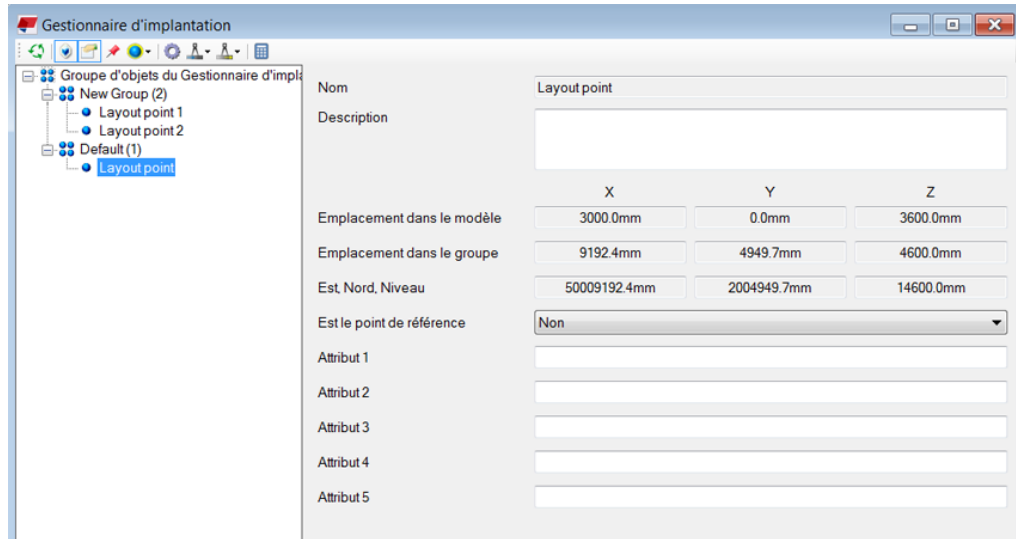 Gestionnaire d'implantation
Groupe d'objets du Gestionnaire d'impla
New Group (2)
Layout point 1
Layout point 2
Default (1)
Layout point
Nom Layout point
Description
X Y Z
Emplacement dans le modèle 3000.0mm 0.0mm 3600.0mm
Emplacement dans le groupe 9192.4mm 4949.7mm 4600.0mm
Est, Nord, Niveau 50009192.4mm 2004949.7mm 14600.0mm
Est le point de référence Non
Attribut 1
Attribut 2
Attribut 3
Attribut 4
Attribut 5